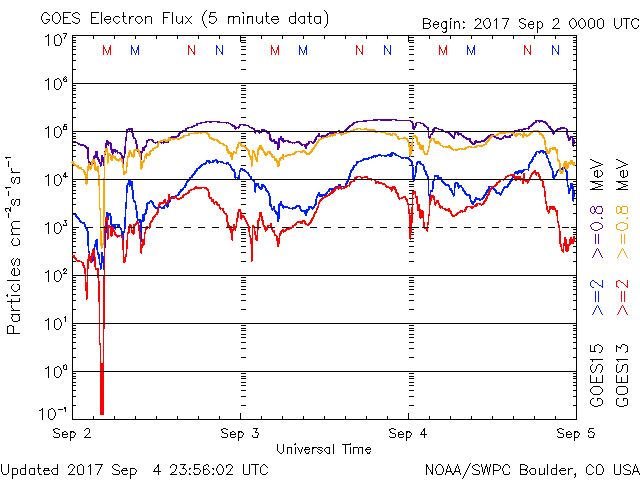 GOES Electron Flux (5 minute data)
Begin: 2017 Sep 2 0000 UTC
M M N N M M N N M M N N
10⁷
10⁶
10⁵
10⁴
10³
10²
10¹
10⁰
10⁻¹
Particles cm⁻²s⁻¹sr⁻¹
GOES15 >=2 >=0.8 MeV
GOES13 >=2 >=0.8 MeV
Sep 2 Sep 3 Sep 4 Sep 5
Universal Time
Updated 2017 Sep 4 23:56:02 UTC
NOAA/SWPC Boulder, CO USA